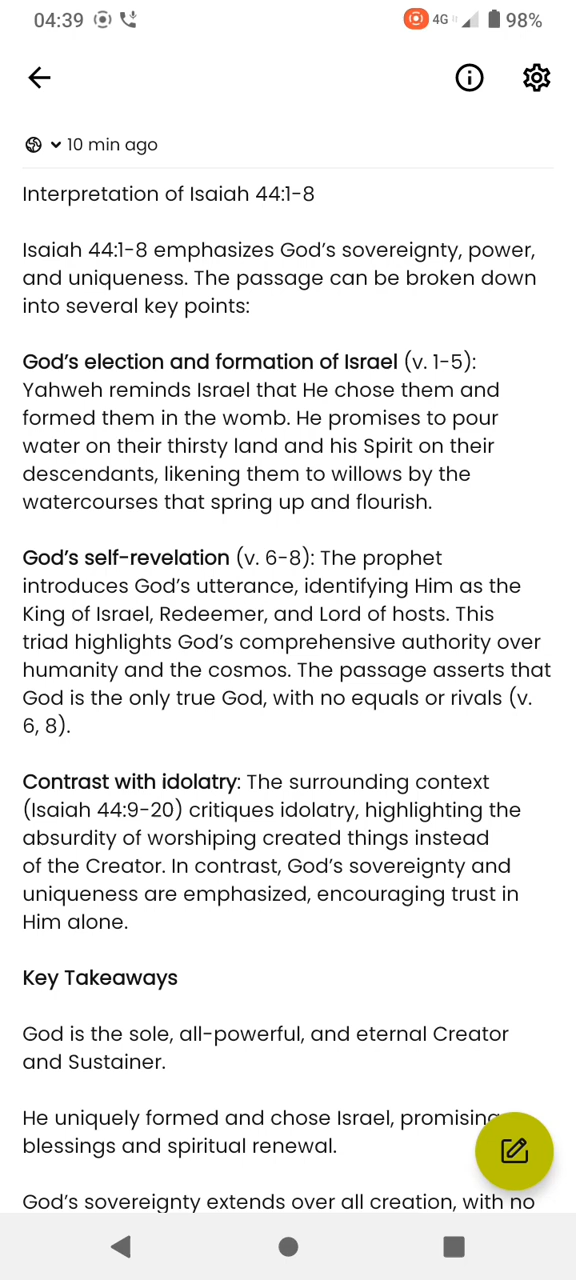 04:39
4G
98%
10 min ago
Interpretation of Isaiah 44:1-8
Isaiah 44:1-8 emphasizes God's sovereignty, power,
and uniqueness. The passage can be broken down
into several key points:
God's election and formation of Israel (v. 1-5):
Yahweh reminds Israel that He chose them and
formed them in the womb. He promises to pour
water on their thirsty land and his Spirit on their
descendants, likening them to willows by the
watercourses that spring up and flourish.
God's self-revelation (v. 6-8): The prophet
introduces God's utterance, identifying Him as the
King of Israel, Redeemer, and Lord of hosts. This
triad highlights God's comprehensive authority over
humanity and the cosmos. The passage asserts that
God is the only true God, with no equals or rivals (v.
6, 8).
Contrast with idolatry: The surrounding context
(Isaiah 44:9-20) critiques idolatry, highlighting the
absurdity of worshiping created things instead
of the Creator. In contrast, God's sovereignty and
uniqueness are emphasized, encouraging trust in
Him alone.
Key Takeaways
God is the sole, all-powerful, and eternal Creator
and Sustainer.
He uniquely formed and chose Israel, promising
blessings and spiritual renewal.
God's sovereignty extends over all creation, with no